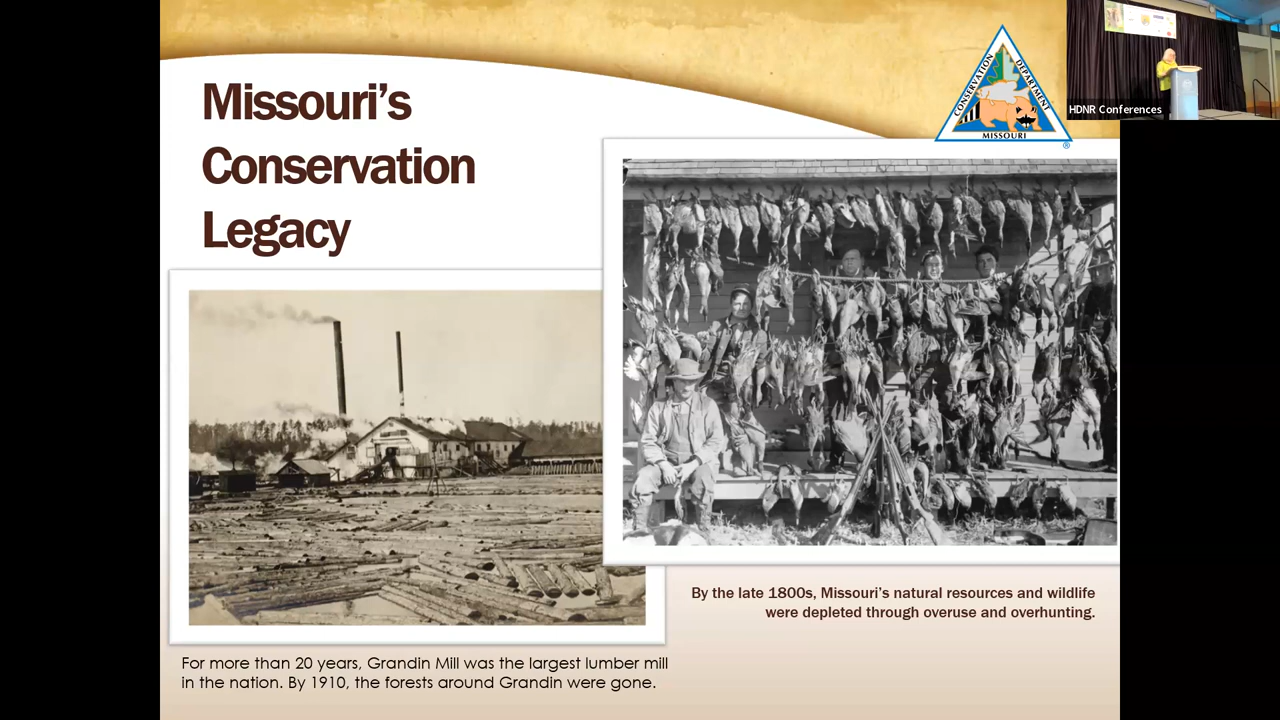 Missouri's
Conservation
Legacy
CONSERVATION
DEPARTMENT
MISSOURI
®
HDNR Conferences
By the late 1800s, Missouri's natural resources and wildlife
were depleted through overuse and overhunting.
For more than 20 years, Grandin Mill was the largest lumber mill
in the nation. By 1910, the forests around Grandin were gone.